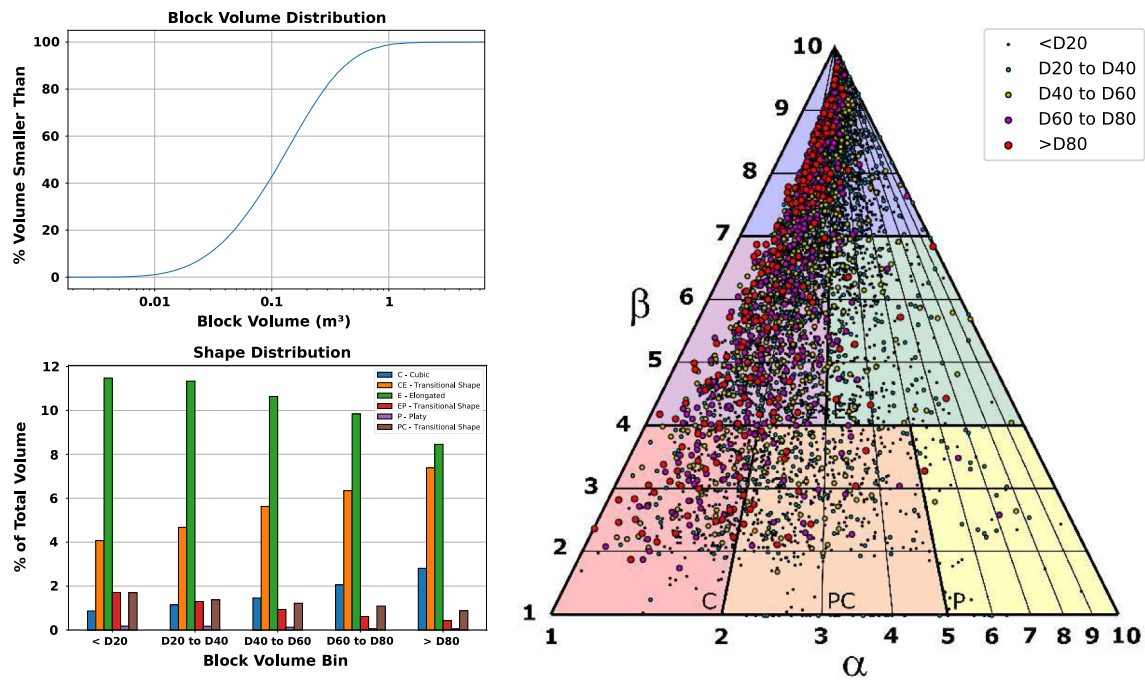 Block Volume Distribution
% Volume Smaller Than
100
80
60
40
20
0
0.01
0.1
1
Block Volume (m³)
Shape Distribution
% of Total Volume
12
10
8
6
4
2
0
C - Cubic
CE - Transitional Shape
E - Elongated
EP - Transitional Shape
P - Platy
PC - Transitional Shape
< D20
D20 to D40
D40 to D60
D60 to D80
> D80
Block Volume Bin
<D20
D20 to D40
D40 to D60
D60 to D80
>D80
10
9
8
7
6
β
5
4
3
2
1
C
PC
P
1
2
3
4
5
6
7
8
9
10
α